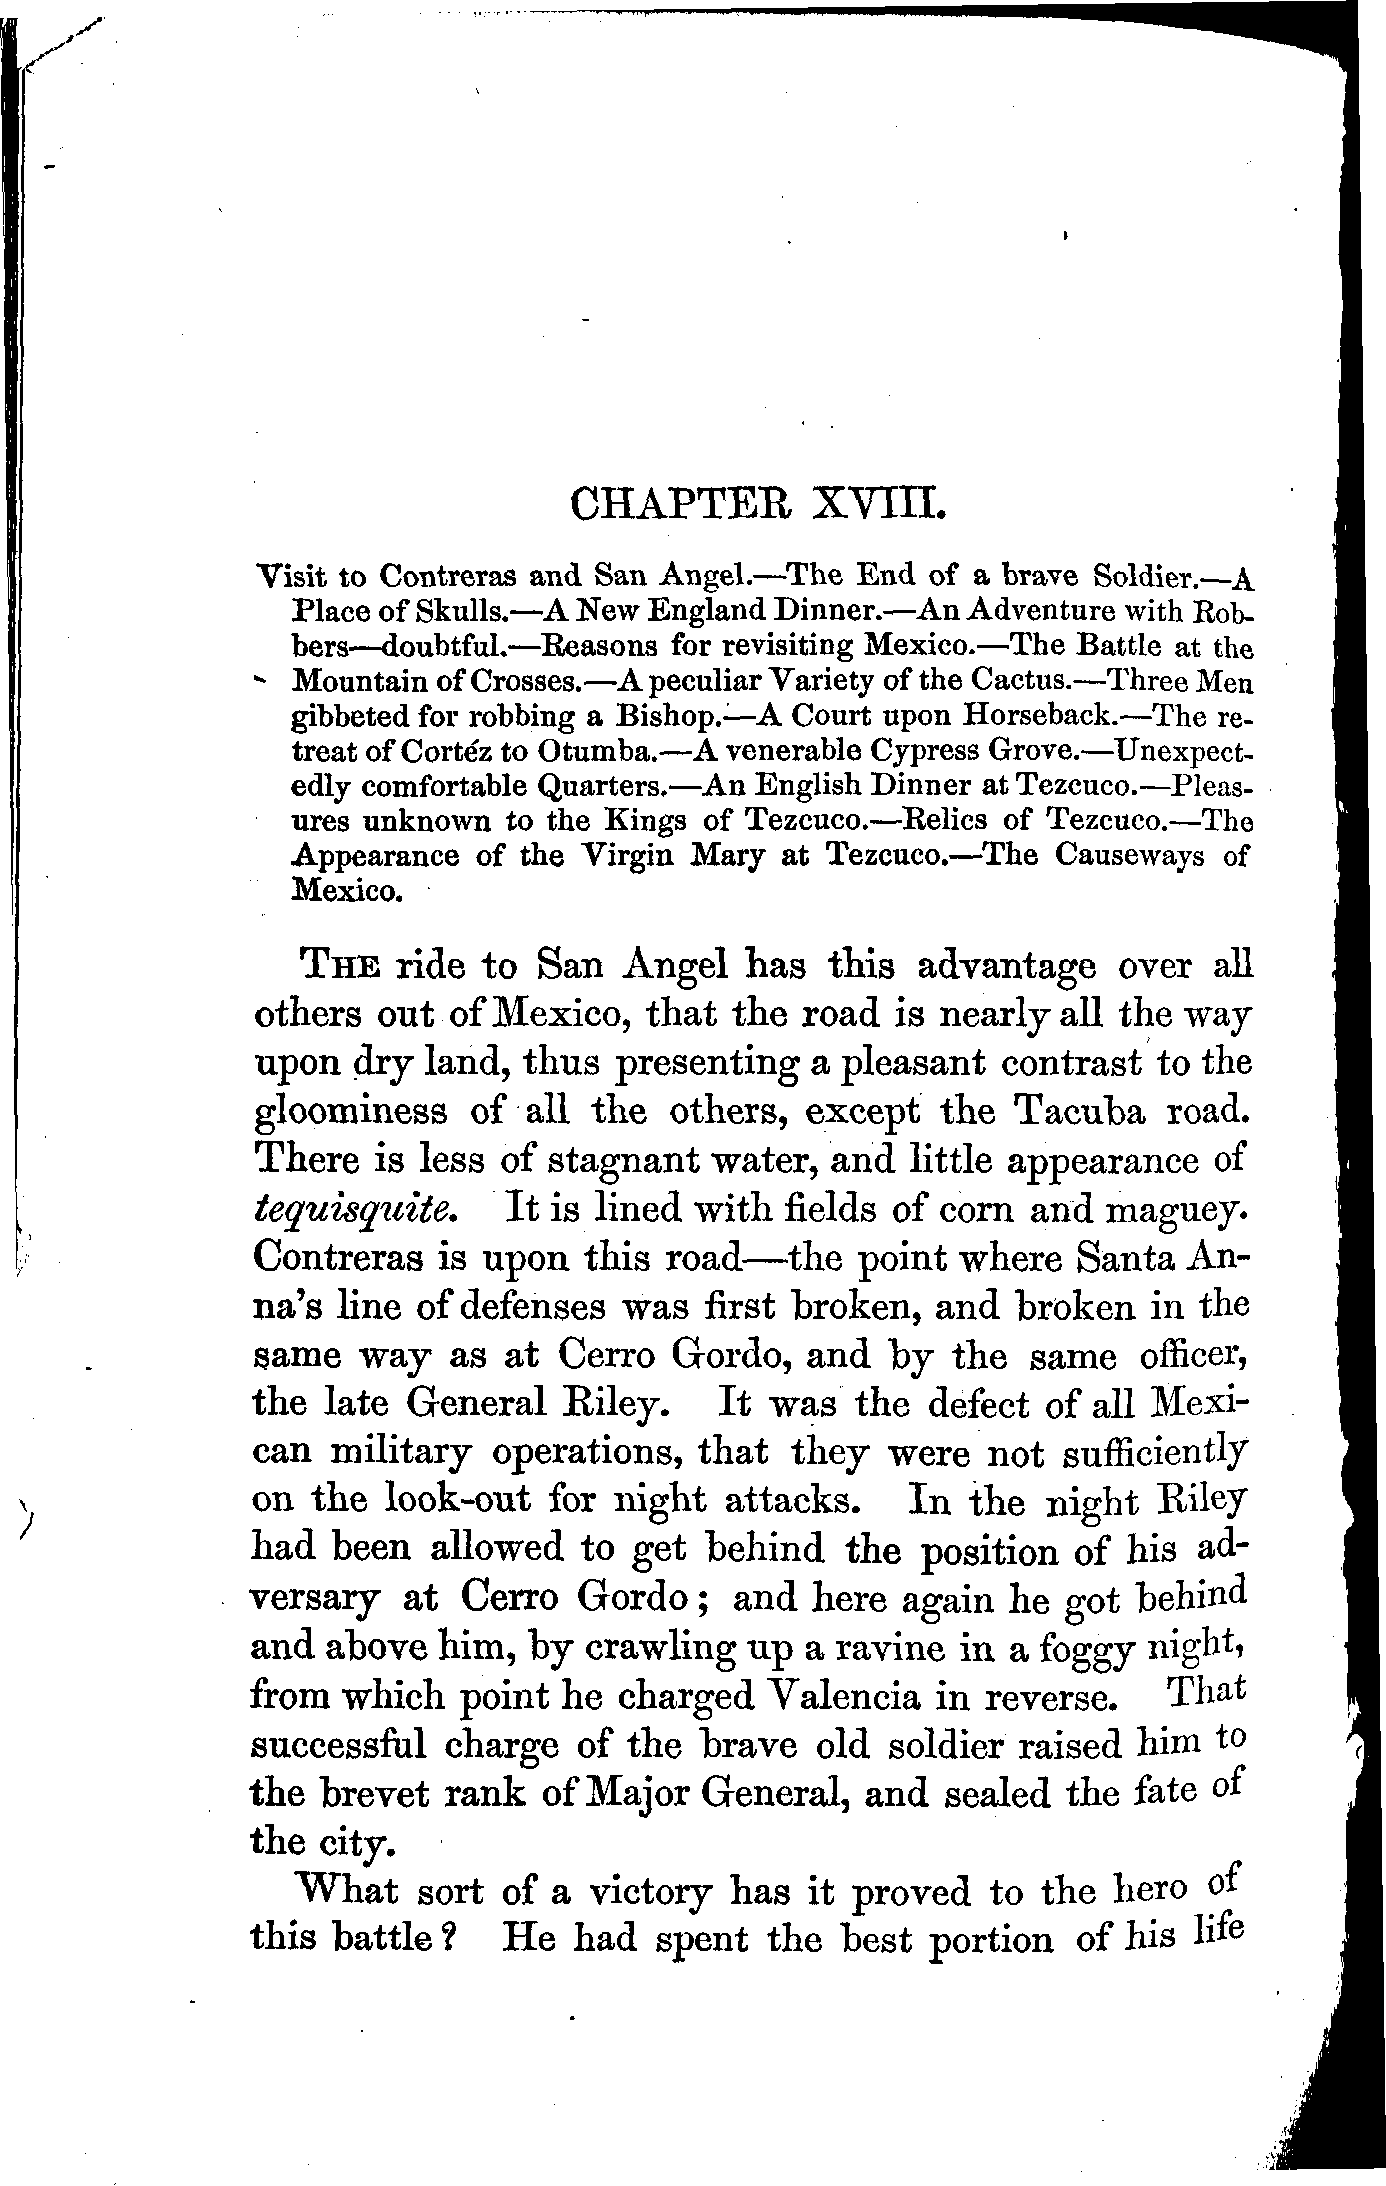 CHAPTER XVIII.
Visit to Contreras and San Angel.—The End of a brave Soldier.—A
Place of Skulls.—A New England Dinner.—An Adventure with Rob-
bers—doubtful.—Reasons for revisiting Mexico.—The Battle at the
Mountain of Crosses.—A peculiar Variety of the Cactus.—Three Men
gibbeted for robbing a Bishop.—A Court upon Horseback.—The re-
treat of Cortéz to Otumba.—A venerable Cypress Grove.—Unexpect-
edly comfortable Quarters.—An English Dinner at Tezcuco.—Pleas-
ures unknown to the Kings of Tezcuco.—Relics of Tezcuco.—The
Appearance of the Virgin Mary at Tezcuco.—The Causeways of
Mexico.
THE ride to San Angel has this advantage over all
others out of Mexico, that the road is nearly all the way
upon dry land, thus presenting a pleasant contrast to the
gloominess of all the others, except the Tacuba road.
There is less of stagnant water, and little appearance of
tequisquite. It is lined with fields of corn and maguey.
Contreras is upon this road—the point where Santa An-
na's line of defenses was first broken, and broken in the
same way as at Cerro Gordo, and by the same officer,
the late General Riley. It was the defect of all Mexi-
can military operations, that they were not sufficiently
on the look-out for night attacks. In the night Riley
had been allowed to get behind the position of his ad-
versary at Cerro Gordo; and here again he got behind
and above him, by crawling up a ravine in a foggy night,
from which point he charged Valencia in reverse. That
successful charge of the brave old soldier raised him to
the brevet rank of Major General, and sealed the fate of
the city.
What sort of a victory has it proved to the hero of
this battle? He had spent the best portion of his life